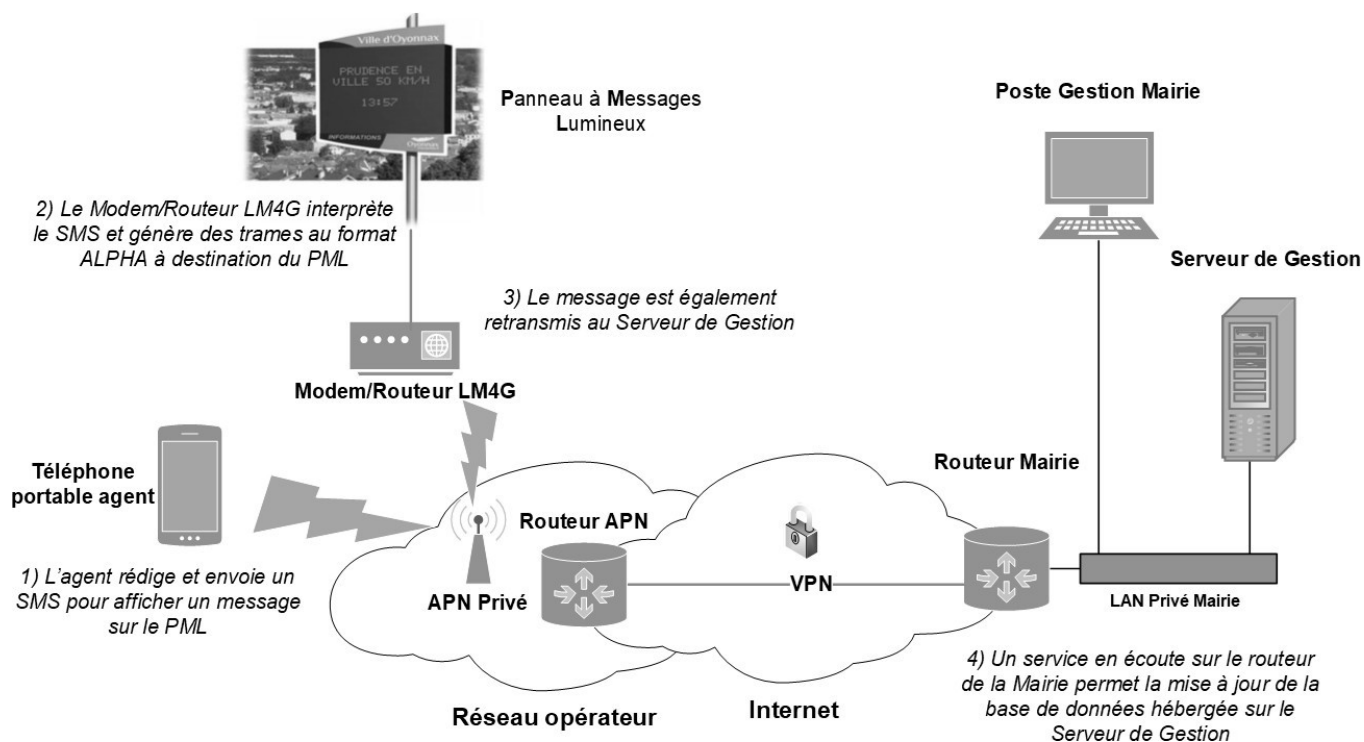 Ville d'Oyonnax
PRUDENCE EN
VILLE 50 KM/H
13:57
INFORMATIONS
Oyonnax
Panneau à Messages
Lumineux
Poste Gestion Mairie
2) Le Modem/Routeur LM4G interprète
le SMS et génère des trames au format
ALPHA à destination du PML
Serveur de Gestion
3) Le message est également
retransmis au Serveur de Gestion
Modem/Routeur LM4G
Téléphone
portable agent
Routeur Mairie
Routeur APN
1) L'agent rédige et envoie un
SMS pour afficher un message
sur le PML
APN Privé
VPN
LAN Privé Mairie
4) Un service en écoute sur le routeur
de la Mairie permet la mise à jour de la
base de données hébergée sur le
Serveur de Gestion
Réseau opérateur
Internet